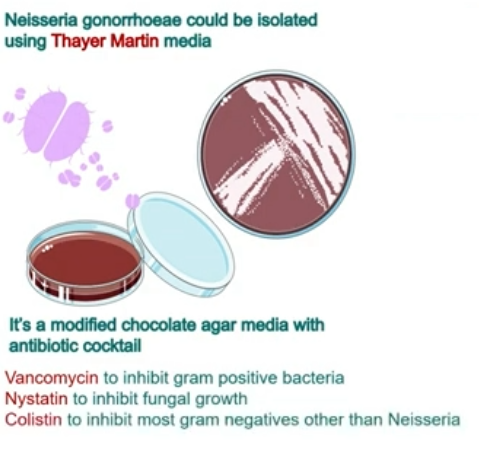 Neisseria gonorrhoeae could be isolated
using Thayer Martin media
It's a modified chocolate agar media with
antibiotic cocktail
Vancomycin to inhibit gram positive bacteria
Nystatin to inhibit fungal growth
Colistin to inhibit most gram negatives other than Neisseria